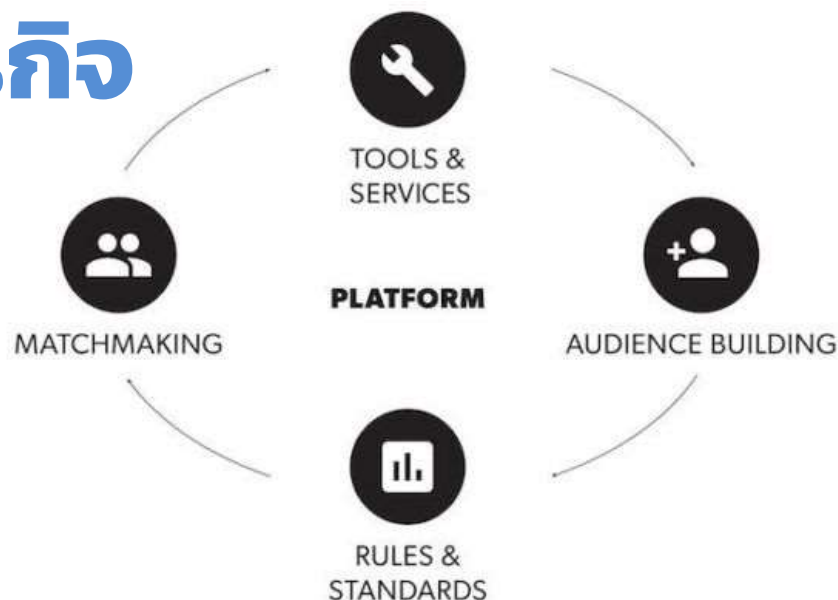 กิจ
TOOLS &
SERVICES
MATCHMAKING
PLATFORM
AUDIENCE BUILDING
RULES &
STANDARDS